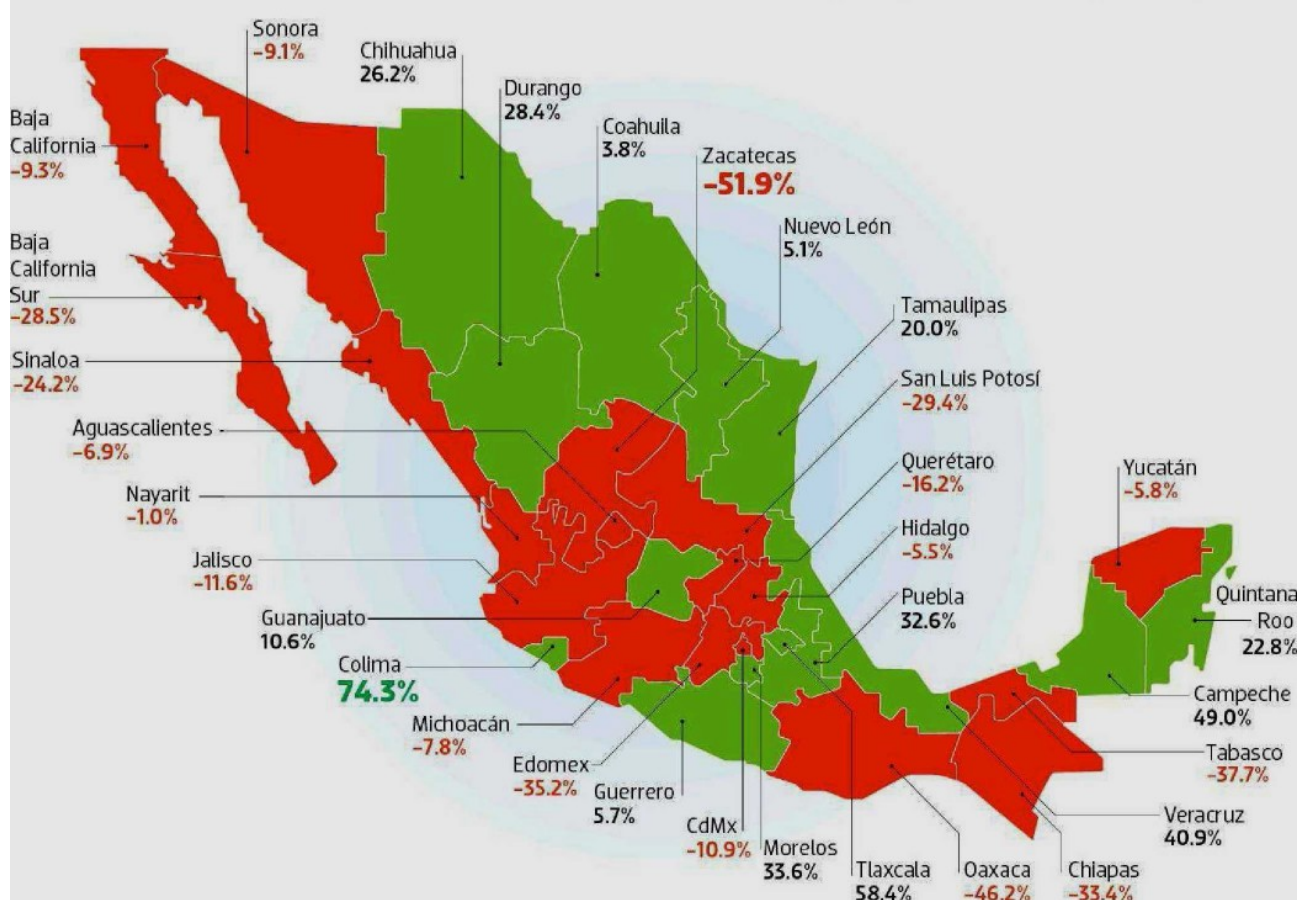 Sonora
-9.1%
Chihuahua
26.2%
Durango
28.4%
Coahuila
3.8%
Zacatecas
-51.9%
Nuevo León
5.1%
Tamaulipas
20.0%
San Luis Potosí
-29.4%
Querétaro
-16.2%
Hidalgo
-5.5%
Puebla
32.6%
Yucatán
-5.8%
Quintana
Roo
22.8%
Campeche
49.0%
Tabasco
-37.7%
Veracruz
40.9%
Chiapas
-33.4%
Oaxaca
-46.2%
Tlaxcala
58.4%
Morelos
33.6%
CdMx
-10.9%
Guerrero
5.7%
Edomex
-35.2%
Michoacán
-7.8%
Colima
74.3%
Guanajuato
10.6%
Jalisco
-11.6%
Nayarit
-1.0%
Aguascalientes
-6.9%
Sinaloa
-24.2%
Baja
California
Sur
-28.5%
Baja
California
-9.3%